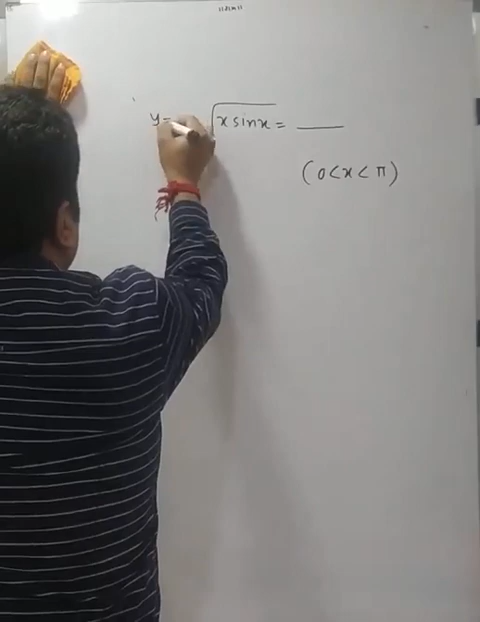 y= √(x sinx) = ____
(0<x<π)